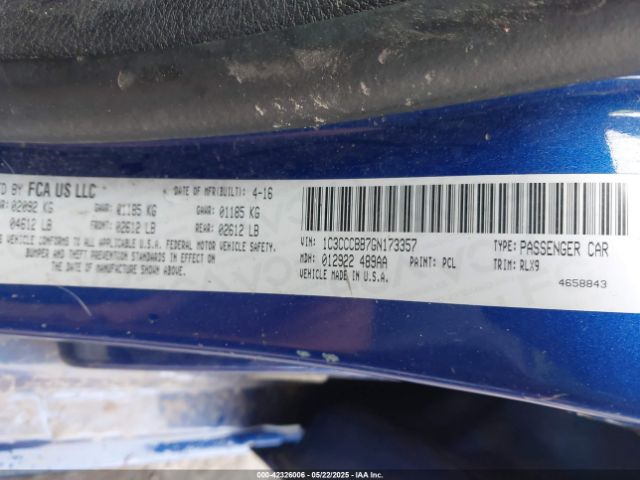 FCA US LLC
DATE OF MFR(BUILT): 4-16
02092 KG GAWR: 01185 KG GAWR: 01185 KG
04612 LB FRONT: 02612 LB REAR: 02612 LB
VEHICLE CONFORMS TO ALL APPLICABLE U.S.A. FEDERAL MOTOR VEHICLE SAFETY,
BUMPER AND THEFT PREVENTION STANDARDS IN EFFECT ON
THE DATE OF MANUFACTURE SHOWN ABOVE.
VIN: 1C3CCCBB7GN173357 TYPE: PASSENGER CAR
MDH: 012922 489AA PAINT: PCL TRIM: RLX9
VEHICLE MADE IN U.S.A.
4658843
000-42326006 - 05/22/2025 - IAA Inc.